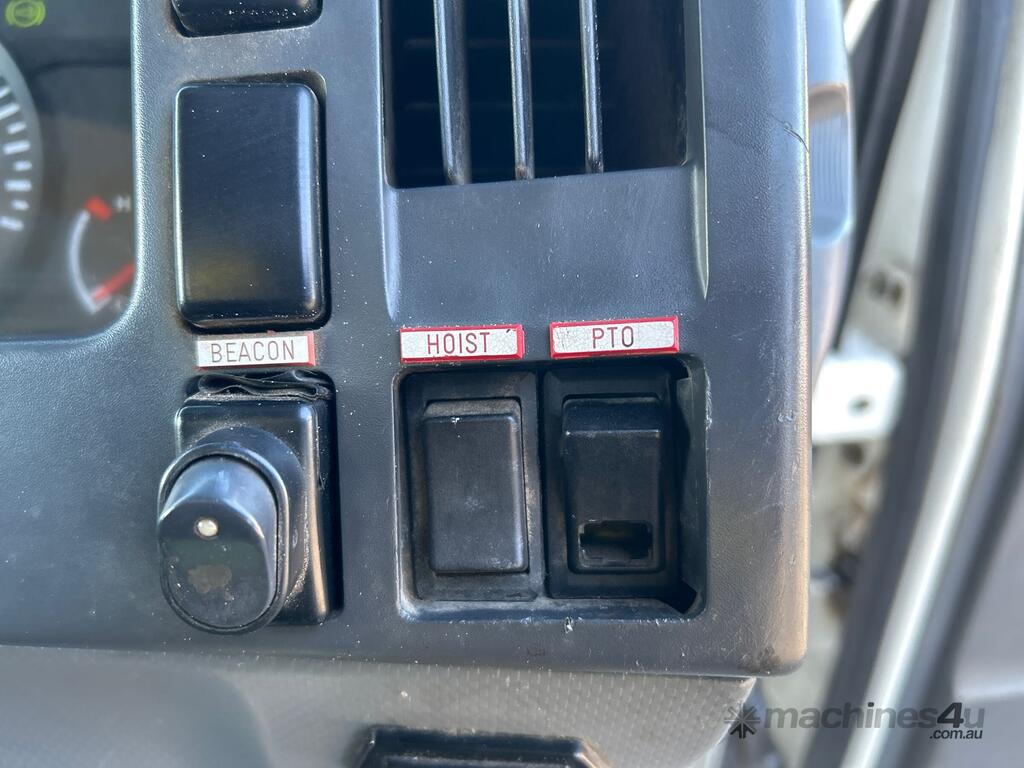 H
BEACON
HOIST
PTO
machines4u
.com.au